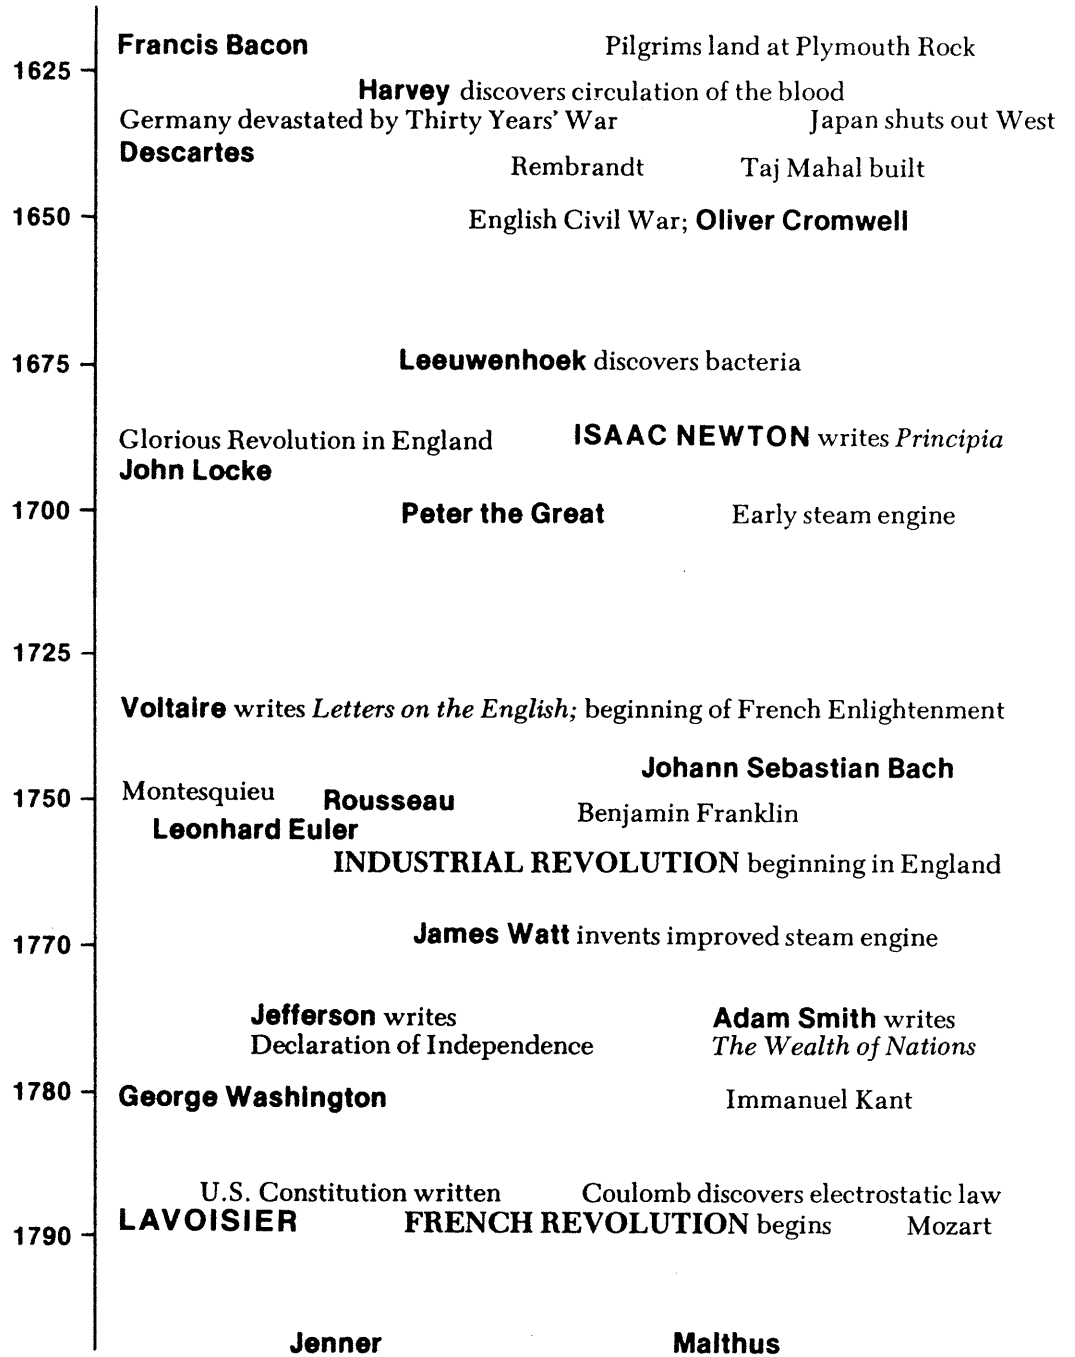 Francis Bacon Pilgrims land at Plymouth Rock
1625
Harvey discovers circulation of the blood
Germany devastated by Thirty Years' War Japan shuts out West
Descartes
Rembrandt Taj Mahal built
1650 English Civil War; Oliver Cromwell
1675 Leeuwenhoek discovers bacteria
Glorious Revolution in England ISAAC NEWTON writes Principia
John Locke
1700 Peter the Great Early steam engine
1725
Voltaire writes Letters on the English; beginning of French Enlightenment
Johann Sebastian Bach
Montesquieu
1750 Rousseau Benjamin Franklin
Leonhard Euler
INDUSTRIAL REVOLUTION beginning in England
1770 James Watt invents improved steam engine
Jefferson writes Adam Smith writes
Declaration of Independence The Wealth of Nations
1780 George Washington Immanuel Kant
U.S. Constitution written Coulomb discovers electrostatic law
LAVOISIER FRENCH REVOLUTION begins Mozart
1790
Jenner Malthus